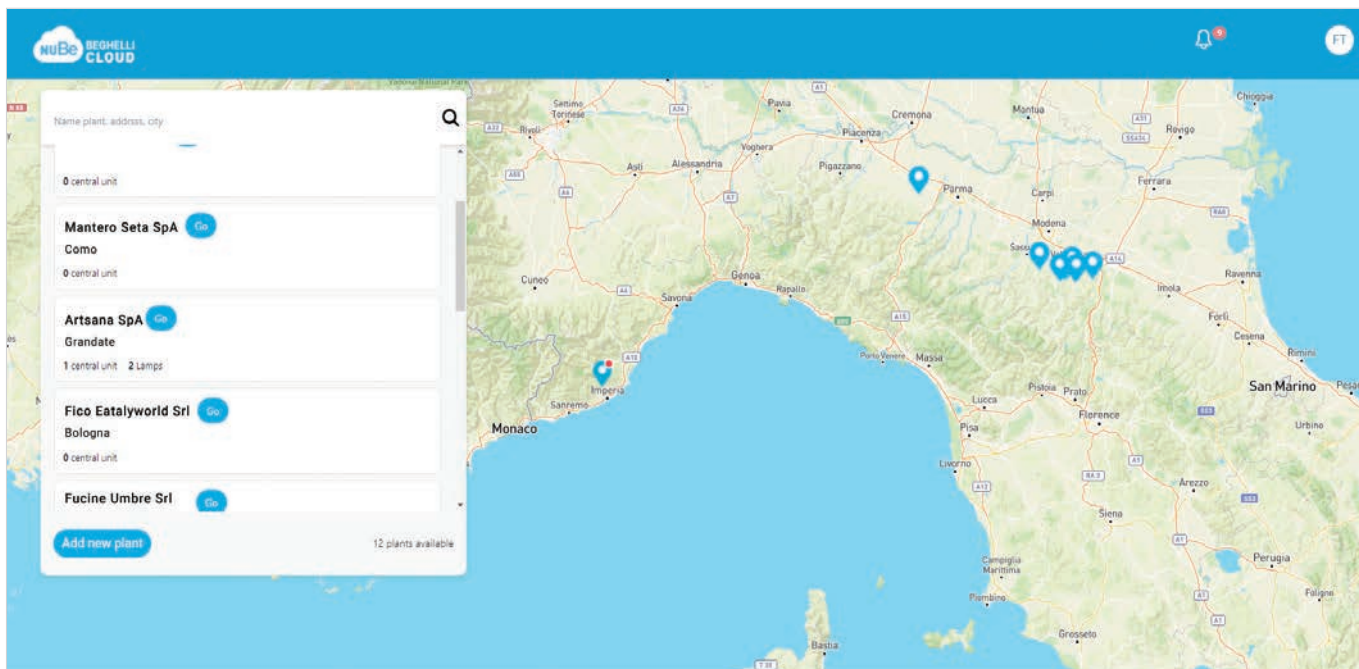 NUBe BEGHELLI CLOUD
9
FT
Name plant, addrsss, city
0 central unit
Mantero Seta SpA Go
Como
0 central unit
Artsana SpA Go
Grandate
1 central unit 2 Lamps
Fico Eatalyworld Srl Go
Bologna
0 central unit
Fucine Umbre Srl Go
Add new plant 12 plants available
Settimo Torinese
Rivoli
Asti
Alessandria
Voghera
Pavia
Piacenza
Pigazzano
Cremona
Mantua
Chioggia
Rovigo
Parma
Carpi
Ferrara
Modena
Cuneo
Genoa
Savona
Rapallo
Imola
Ravenna
Forlì
Cesena
Rimini
Porto Venere
Massa
Imperia
Sanremo
Monaco
Pistoia
Prato
Lucca
Florence
San Marino
Pisa
Urbino
Livorno
Arezzo
Siena
Campiglia Marittima
Perugia
Piombino
Foligno
Grosseto
Bastia